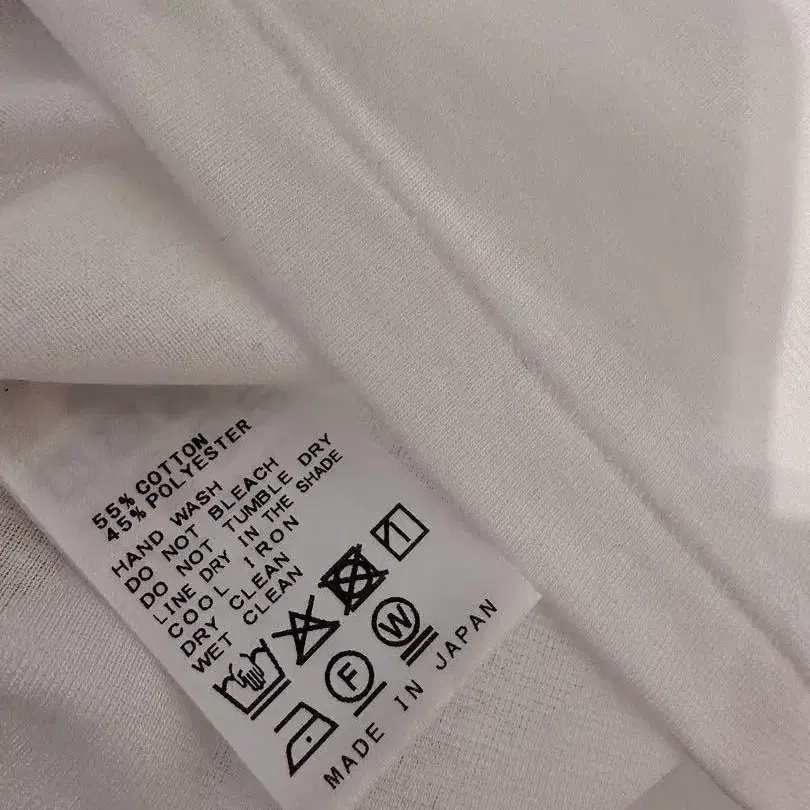 55% COTTON
45% POLYESTER
HAND WASH
DO NOT BLEACH
DO NOT TUMBLE DRY
LINE DRY IN THE SHADE
COOL IRON
DRY CLEAN
WET CLEAN
F W
MADE IN JAPAN